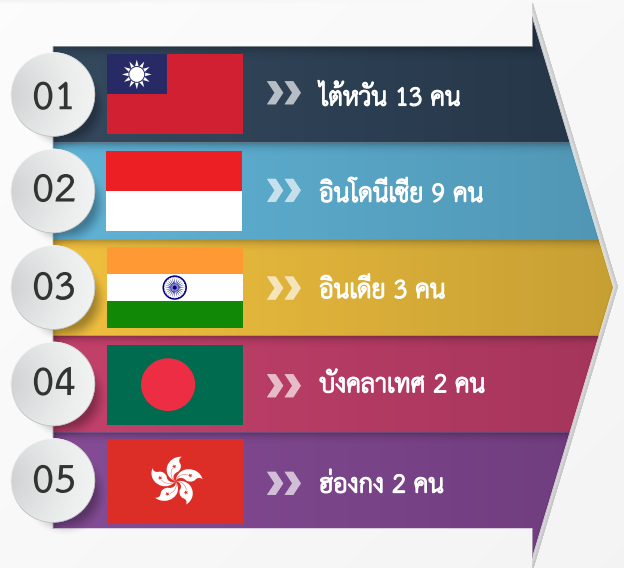 01 ไต้หวัน 13 คน
02 อินโดนีเซีย 9 คน
03 อินเดีย 3 คน
04 บังคลาเทศ 2 คน
05 ฮ่องกง 2 คน